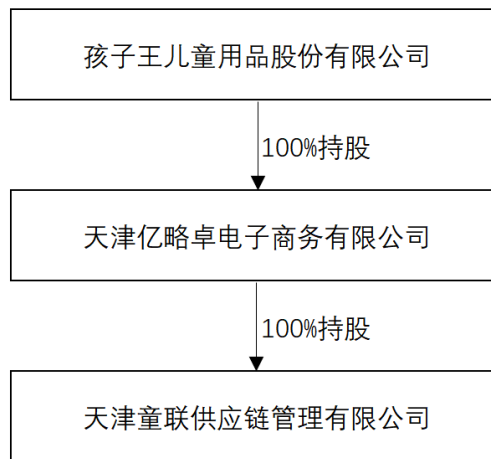 孩子王儿童用品股份有限公司
100%持股
天津亿略卓电子商务有限公司
100%持股
天津童联供应链管理有限公司